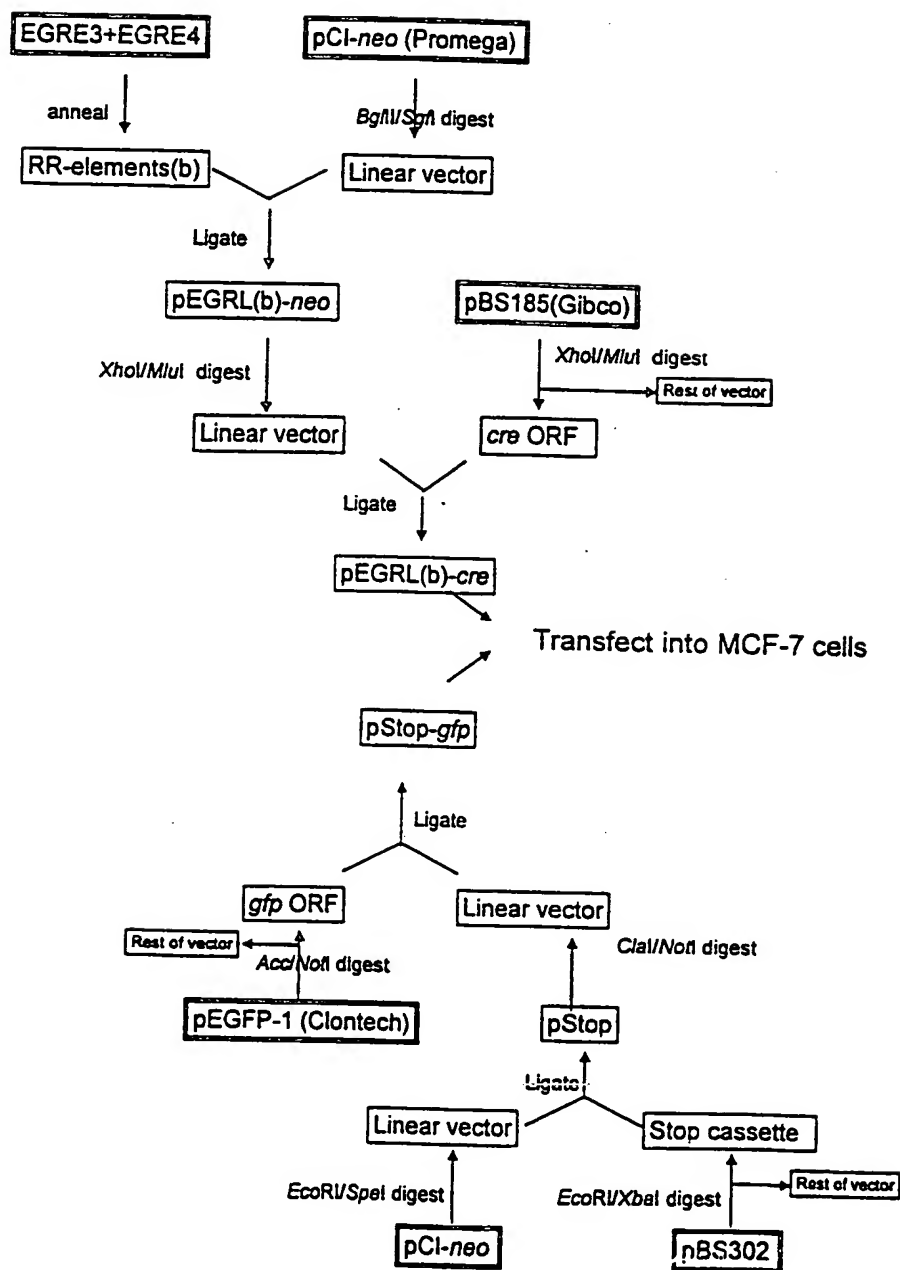 EGRE3+EGRE4
pCI-neo (Promega)
anneal
BglII/SgfI digest
RR-elements(b)
Linear vector
Ligate
pEGRL(b)-neo
pBS185(Gibco)
XhoI/MluI digest
XhoI/MluI digest
Rest of vector
Linear vector
cre ORF
Ligate
pEGRL(b)-cre
Transfect into MCF-7 cells
pStop-gfp
Ligate
gfp ORF
Linear vector
Rest of vector
AccI/NotI digest
ClaI/NotI digest
pEGFP-1 (Clontech)
pStop
Ligate
Linear vector
Stop cassette
EcoRI/SpeI digest
EcoRI/XbaI digest
Rest of vector
pCI-neo
pBS302